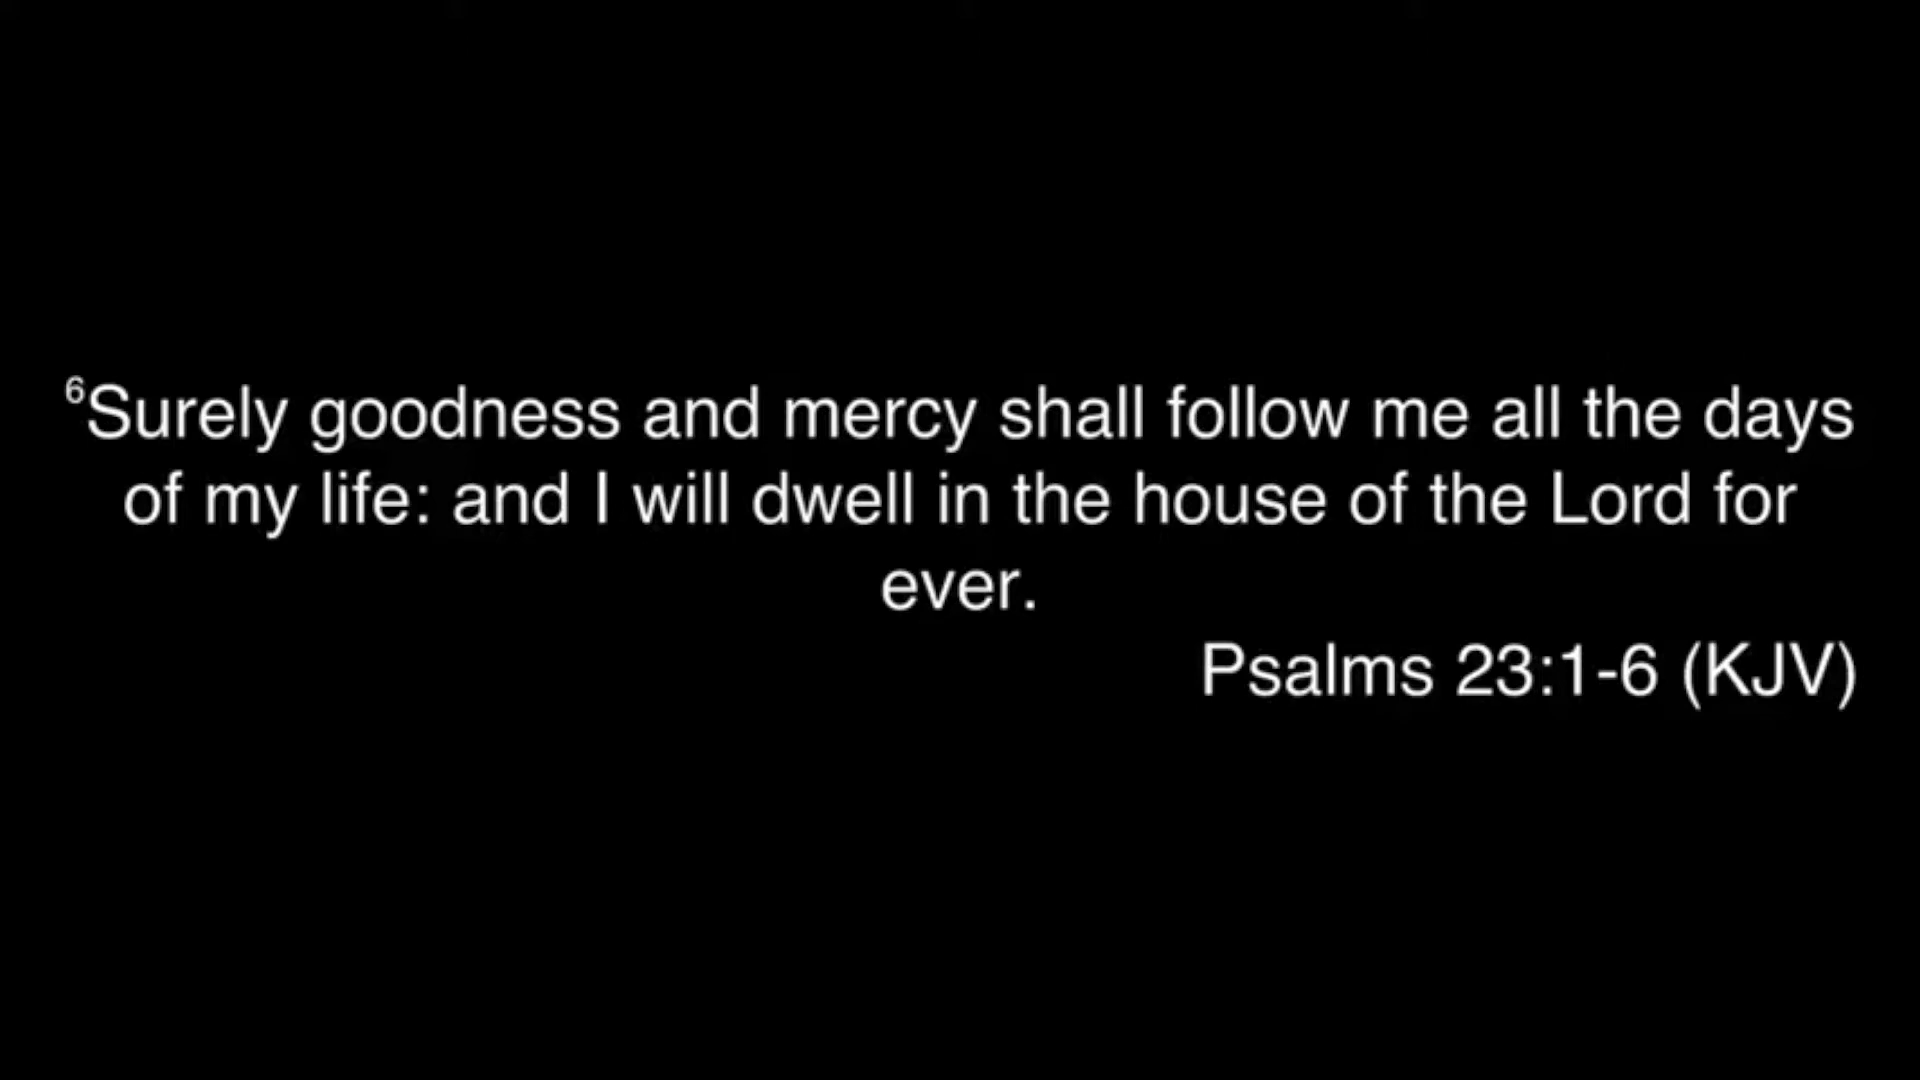 ⁶Surely goodness and mercy shall follow me all the days
of my life: and I will dwell in the house of the Lord for
ever.
Psalms 23:1-6 (KJV)